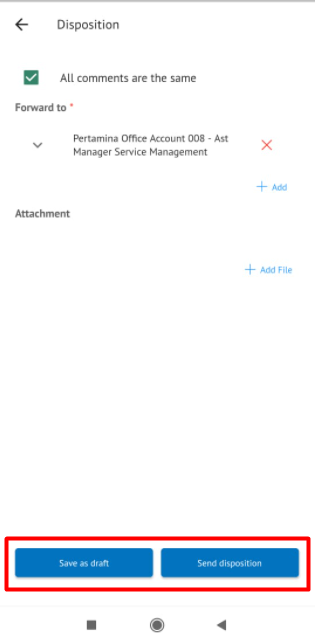 Disposition
All comments are the same
Forward to *
Pertamina Office Account 008 - Ast
Manager Service Management
+ Add
Attachment
+ Add File
Save as draft
Send disposition